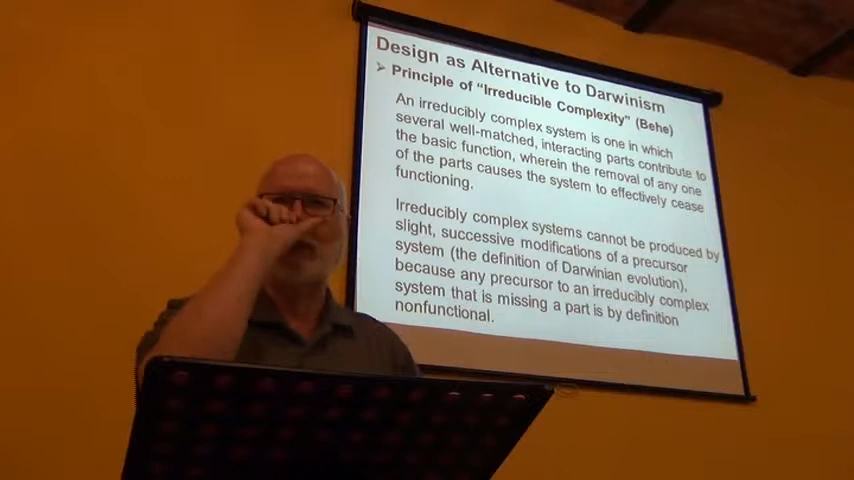 Design as Alternative to Darwinism
➢ Principle of “Irreducible Complexity” (Behe)
An irreducibly complex system is one in which
several well-matched, interacting parts contribute to
the basic function, wherein the removal of any one
of the parts causes the system to effectively cease
functioning.
Irreducibly complex systems cannot be produced by
slight, successive modifications of a precursor
system (the definition of Darwinian evolution),
because any precursor to an irreducibly complex
system that is missing a part is by definition
nonfunctional.